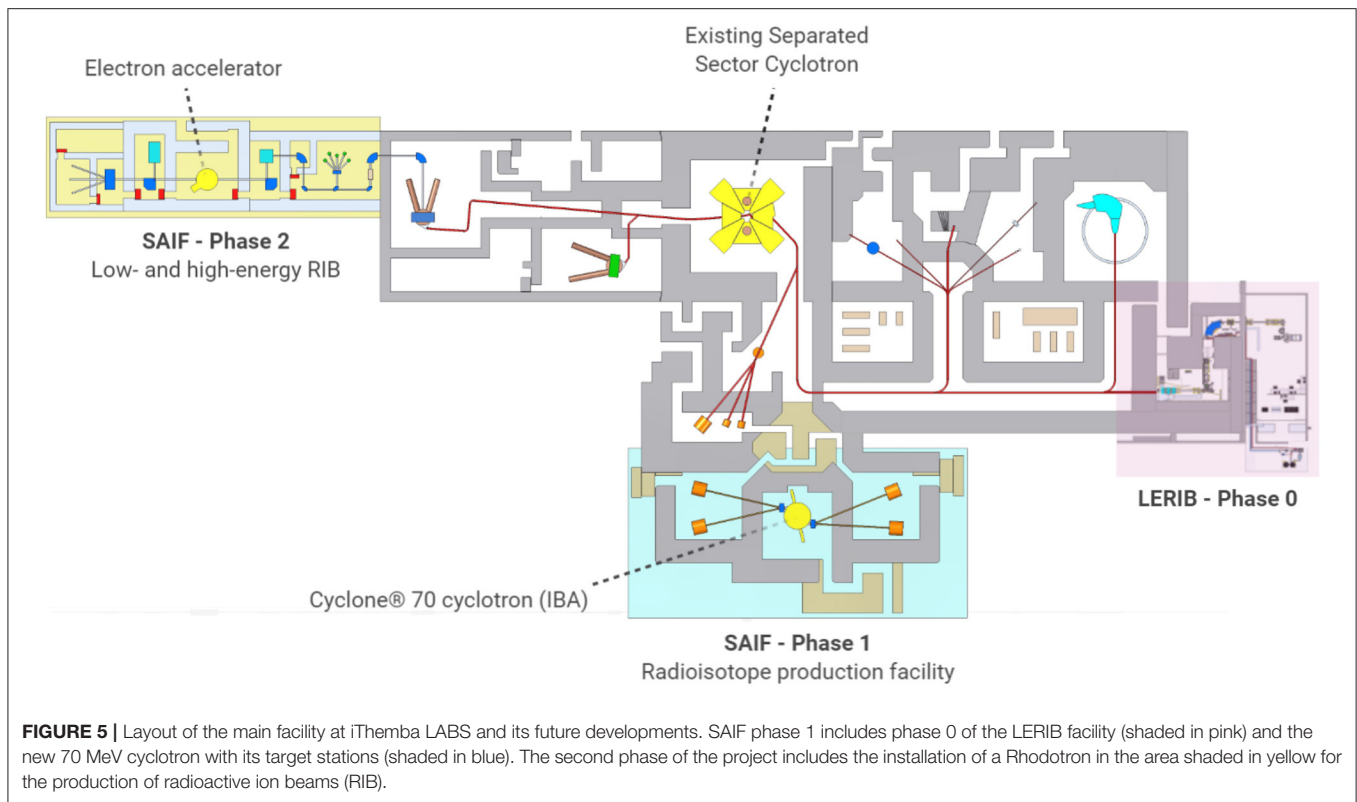 Electron accelerator
Existing Separated
Sector Cyclotron
SAIF - Phase 2
Low- and high-energy RIB
LERIB - Phase 0
Cyclone® 70 cyclotron (IBA)
SAIF - Phase 1
Radioisotope production facility
FIGURE 5 | Layout of the main facility at iThemba LABS and its future developments. SAIF phase 1 includes phase 0 of the LERIB facility (shaded in pink) and the
new 70 MeV cyclotron with its target stations (shaded in blue). The second phase of the project includes the installation of a Rhodotron in the area shaded in yellow for
the production of radioactive ion beams (RIB).